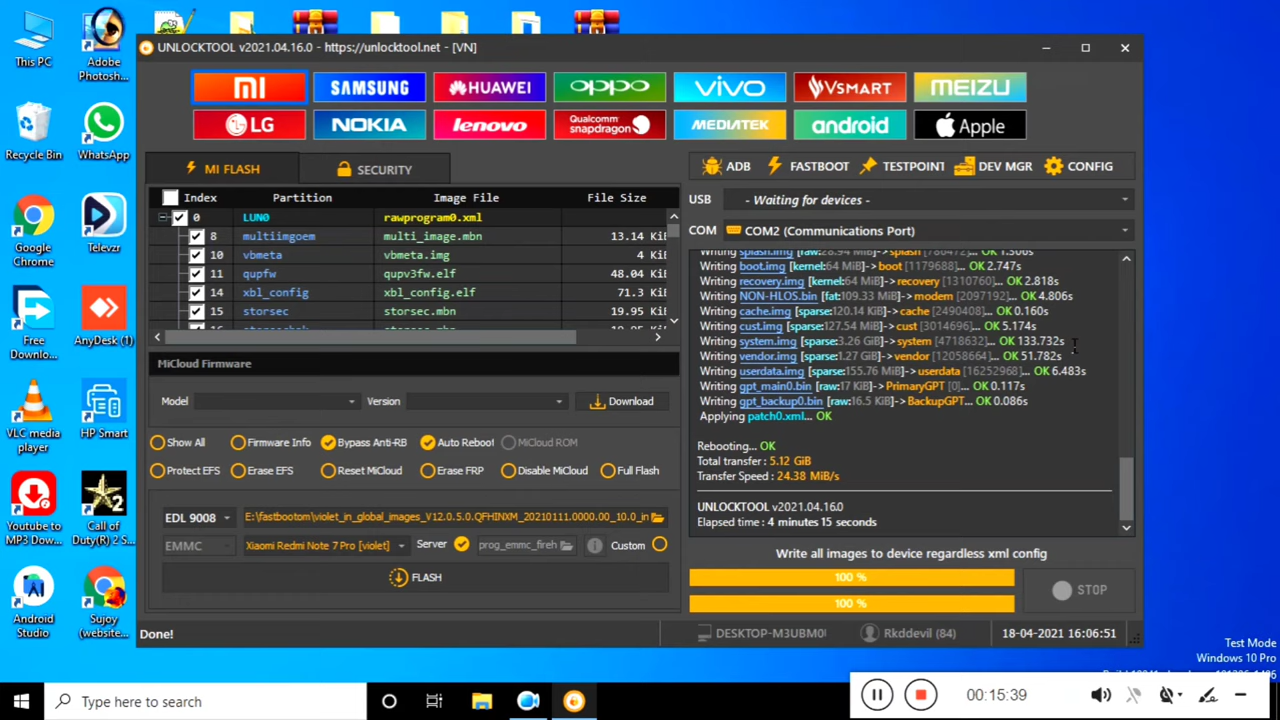 UNLOCKTOOL v2021.04.16.0 - https://unlocktool.net - [VN]
This PC
Adobe Photosh...
Recycle Bin
WhatsApp
Google Chrome
Televzr
Free Downlo...
AnyDesk (1)
VLC media player
HP Smart
Youtube to MP3 Dow...
Call of Duty(R) 2 S...
Android Studio
Sujoy (website...
MI SAMSUNG HUAWEI OPPO vivo VSMART MEIZU
LG NOKIA lenovo Qualcomm snapdragon MEDIATEK android Apple
MI FLASH SECURITY
ADB FASTBOOT TESTPOINT DEV MGR CONFIG
Index Partition Image File File Size
0 LUN0 rawprogram0.xml
8 multiimgoem multi_image.mbn 13.14 KiB
10 vbmeta vbmeta.img 4 KiB
11 qupfw qupv3fw.elf 48.04 KiB
14 xbl_config xbl_config.elf 71.3 KiB
15 storsec storsec.mbn 19.95 KiB
USB - Waiting for devices -
COM COM2 (Communications Port)
Writing splash.img
Writing boot.img [kernel:64 MiB]->boot [1179688]... OK 2.747s
Writing recovery.img [kernel:64 MiB]->recovery [1310760]... OK 2.818s
Writing NON-HLOS.bin [fat:109.33 MiB]->modem [2097192]... OK 4.806s
Writing cache.img [sparse:120.14 KiB]->cache [2490408]... OK 0.160s
Writing cust.img [sparse:127.54 MiB]->cust [3014696]... OK 5.174s
Writing system.img [sparse:3.26 GiB]->system [4718632]... OK 133.732s
Writing vendor.img [sparse:1.27 GiB]->vendor [12058664]... OK 51.782s
Writing userdata.img [sparse:155.76 MiB]->userdata [16252968]... OK 6.483s
Writing gpt_main0.bin [raw:17 KiB]->PrimaryGPT [0]... OK 0.117s
Writing gpt_backup0.bin [raw:16.5 KiB]->BackupGPT... OK 0.086s
Applying patch0.xml... OK
Rebooting... OK
Total transfer : 5.12 GiB
Transfer Speed : 24.38 MiB/s
UNLOCKTOOL v2021.04.16.0
Elapsed time : 4 minutes 15 seconds
MiCloud Firmware
Model Version Download
Show All Firmware Info Bypass Anti-RB Auto Reboot MiCloud ROM
Protect EFS Erase EFS Reset MiCloud Erase FRP Disable MiCloud Full Flash
EDL 9008 E:\fastbootom\violet_in_global_images_V12.0.5.0.QFHINXM_20210111.0000.00_10.0_in
EMMC Xiaomi Redmi Note 7 Pro [violet] Server prog_emmc_fireh Custom
FLASH
Write all images to device regardless xml config
100 %
100 %
STOP
Done! DESKTOP-M3UBM0 Rkddevil (84) 18-04-2021 16:06:51
Test Mode
Windows 10 Pro
Type here to search
00:15:39